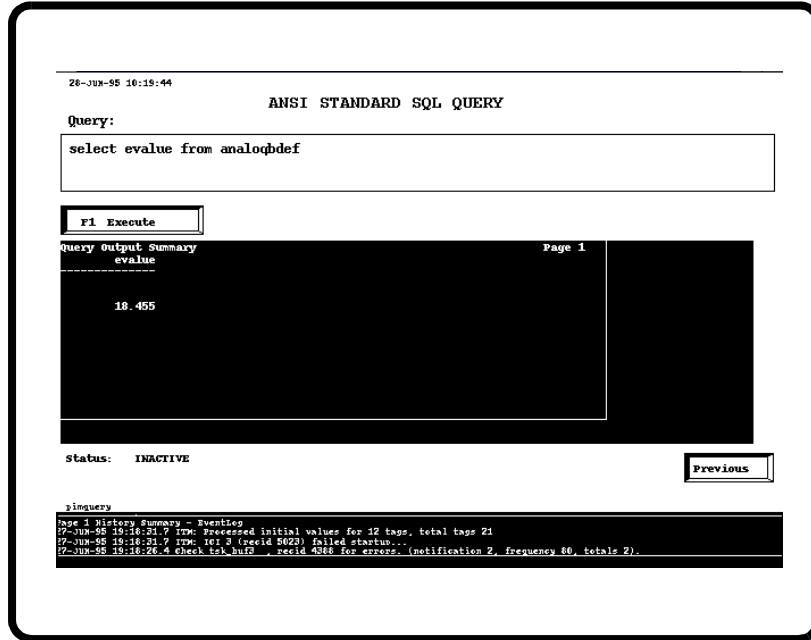 28-JUN-95 10:19:44
ANSI STANDARD SQL QUERY
Query:
select evalue from analogbdef
F1 Execute
Query Output Summary Page 1
evalue
--------------
18.455
Status: INACTIVE
Previous
pimquery
Page 1 History Summary - EventLog
27-JUN-95 19:18:31.7 ITM: Processed initial values for 12 tags, total tags 21
27-JUN-95 19:18:31.7 ITM: ICI 3 (recid 5023) failed startup...
27-JUN-95 19:18:26.4 Check tsk_buf3 , recid 4388 for errors. (notification 2, frequency 80, totals 2).